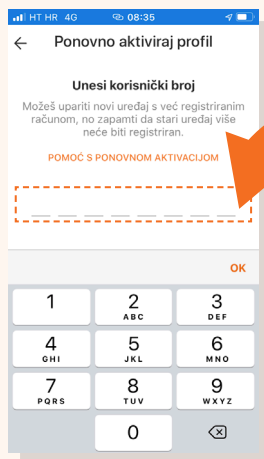 HT HR 4G 08:35
Ponovno aktiviraj profil
Unesi korisnički broj
Možeš upariti novi uređaj s već registriranim
računom, no zapamti da stari uređaj više
neće biti registriran.
POMOĆ S PONOVNOM AKTIVACIJOM
OK
1 2 3
ABC DEF
4 5 6
GHI JKL MNO
7 8 9
PQRS TUV WXYZ
0